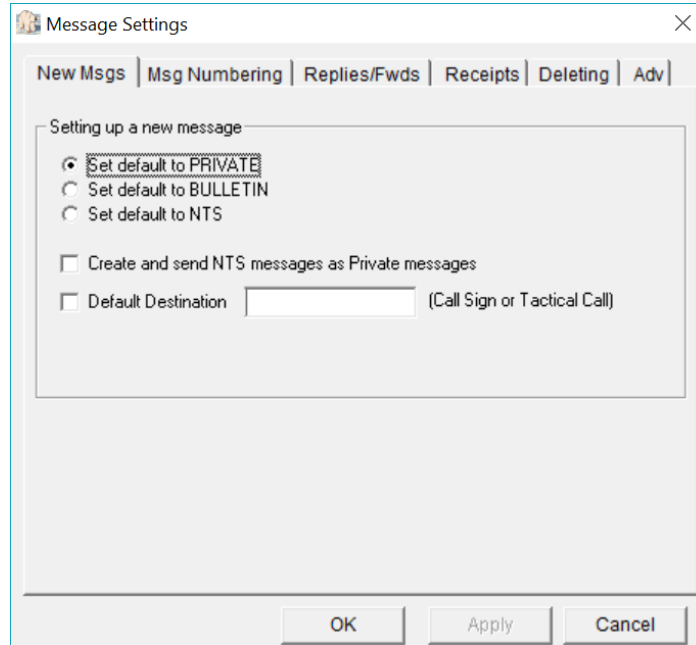 Message Settings
New Msgs Msg Numbering Replies/Fwds Receipts Deleting Adv
Setting up a new message
Set default to PRIVATE
Set default to BULLETIN
Set default to NTS
Create and send NTS messages as Private messages
Default Destination (Call Sign or Tactical Call)
OK Apply Cancel